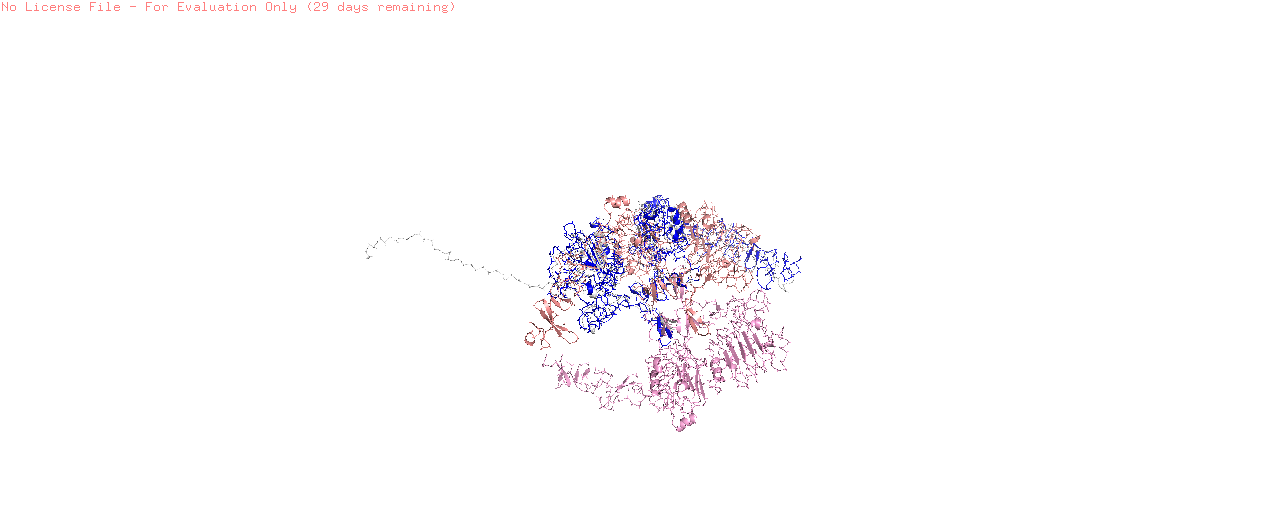 No License File - For Evaluation Only (29 days remaining)